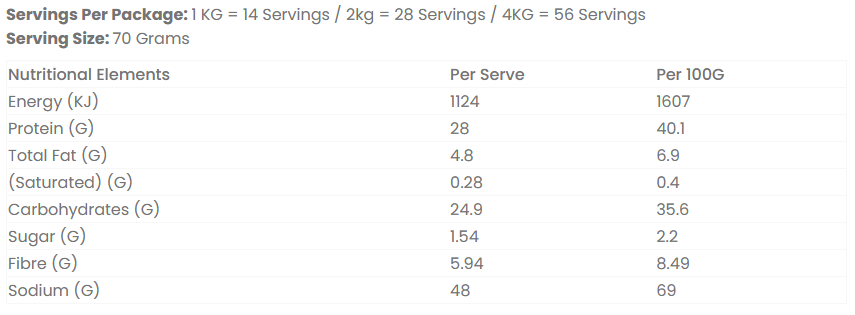 Servings Per Package: 1 KG = 14 Servings / 2kg = 28 Servings / 4KG = 56 Servings
Serving Size: 70 Grams
Nutritional Elements Per Serve Per 100G
Energy (KJ) 1124 1607
Protein (G) 28 40.1
Total Fat (G) 4.8 6.9
(Saturated) (G) 0.28 0.4
Carbohydrates (G) 24.9 35.6
Sugar (G) 1.54 2.2
Fibre (G) 5.94 8.49
Sodium (G) 48 69